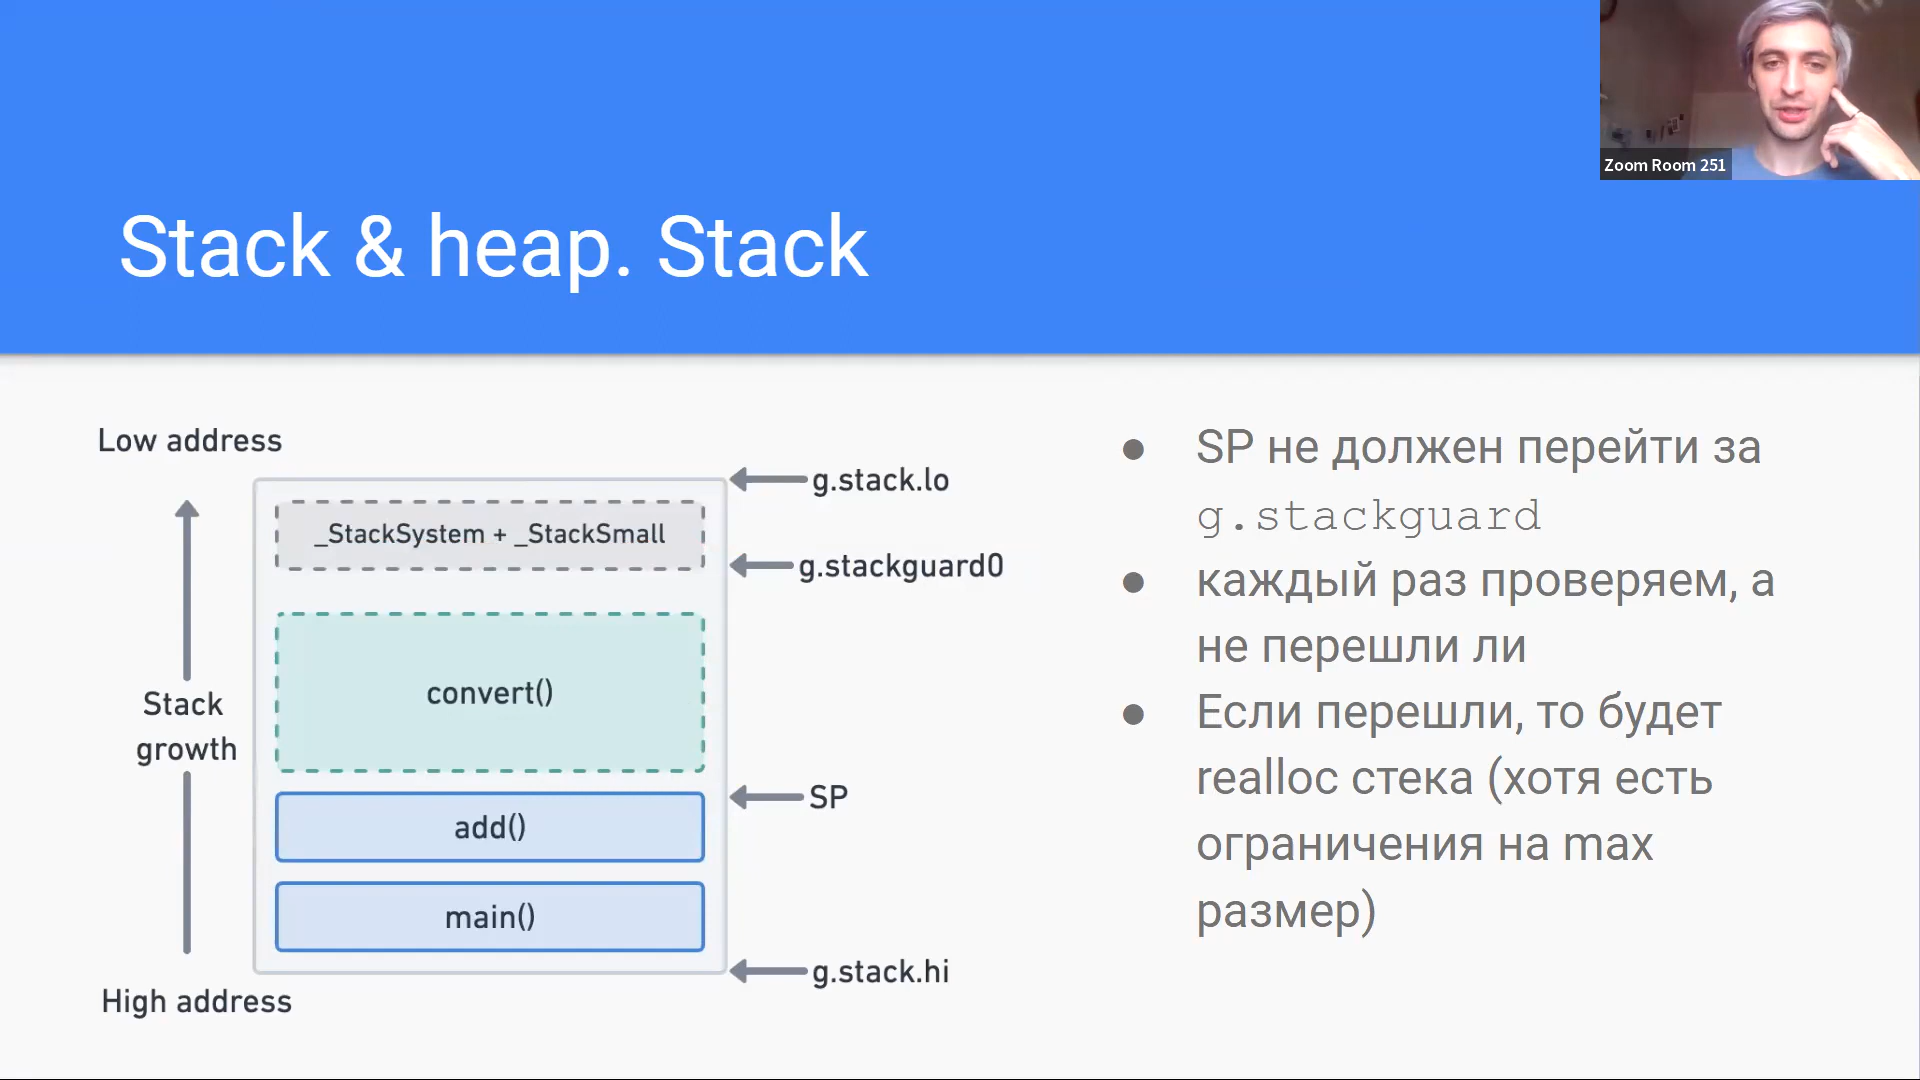 Zoom Room 251
Stack & heap. Stack
Low address
g.stack.lo
_StackSystem + _StackSmall
g.stackguard0
convert()
Stack
growth
SP
add()
main()
g.stack.hi
High address
● SP не должен перейти за
g.stackguard
● каждый раз проверяем, а
не перешли ли
● Если перешли, то будет
realloc стека (хотя есть
ограничения на max
размер)